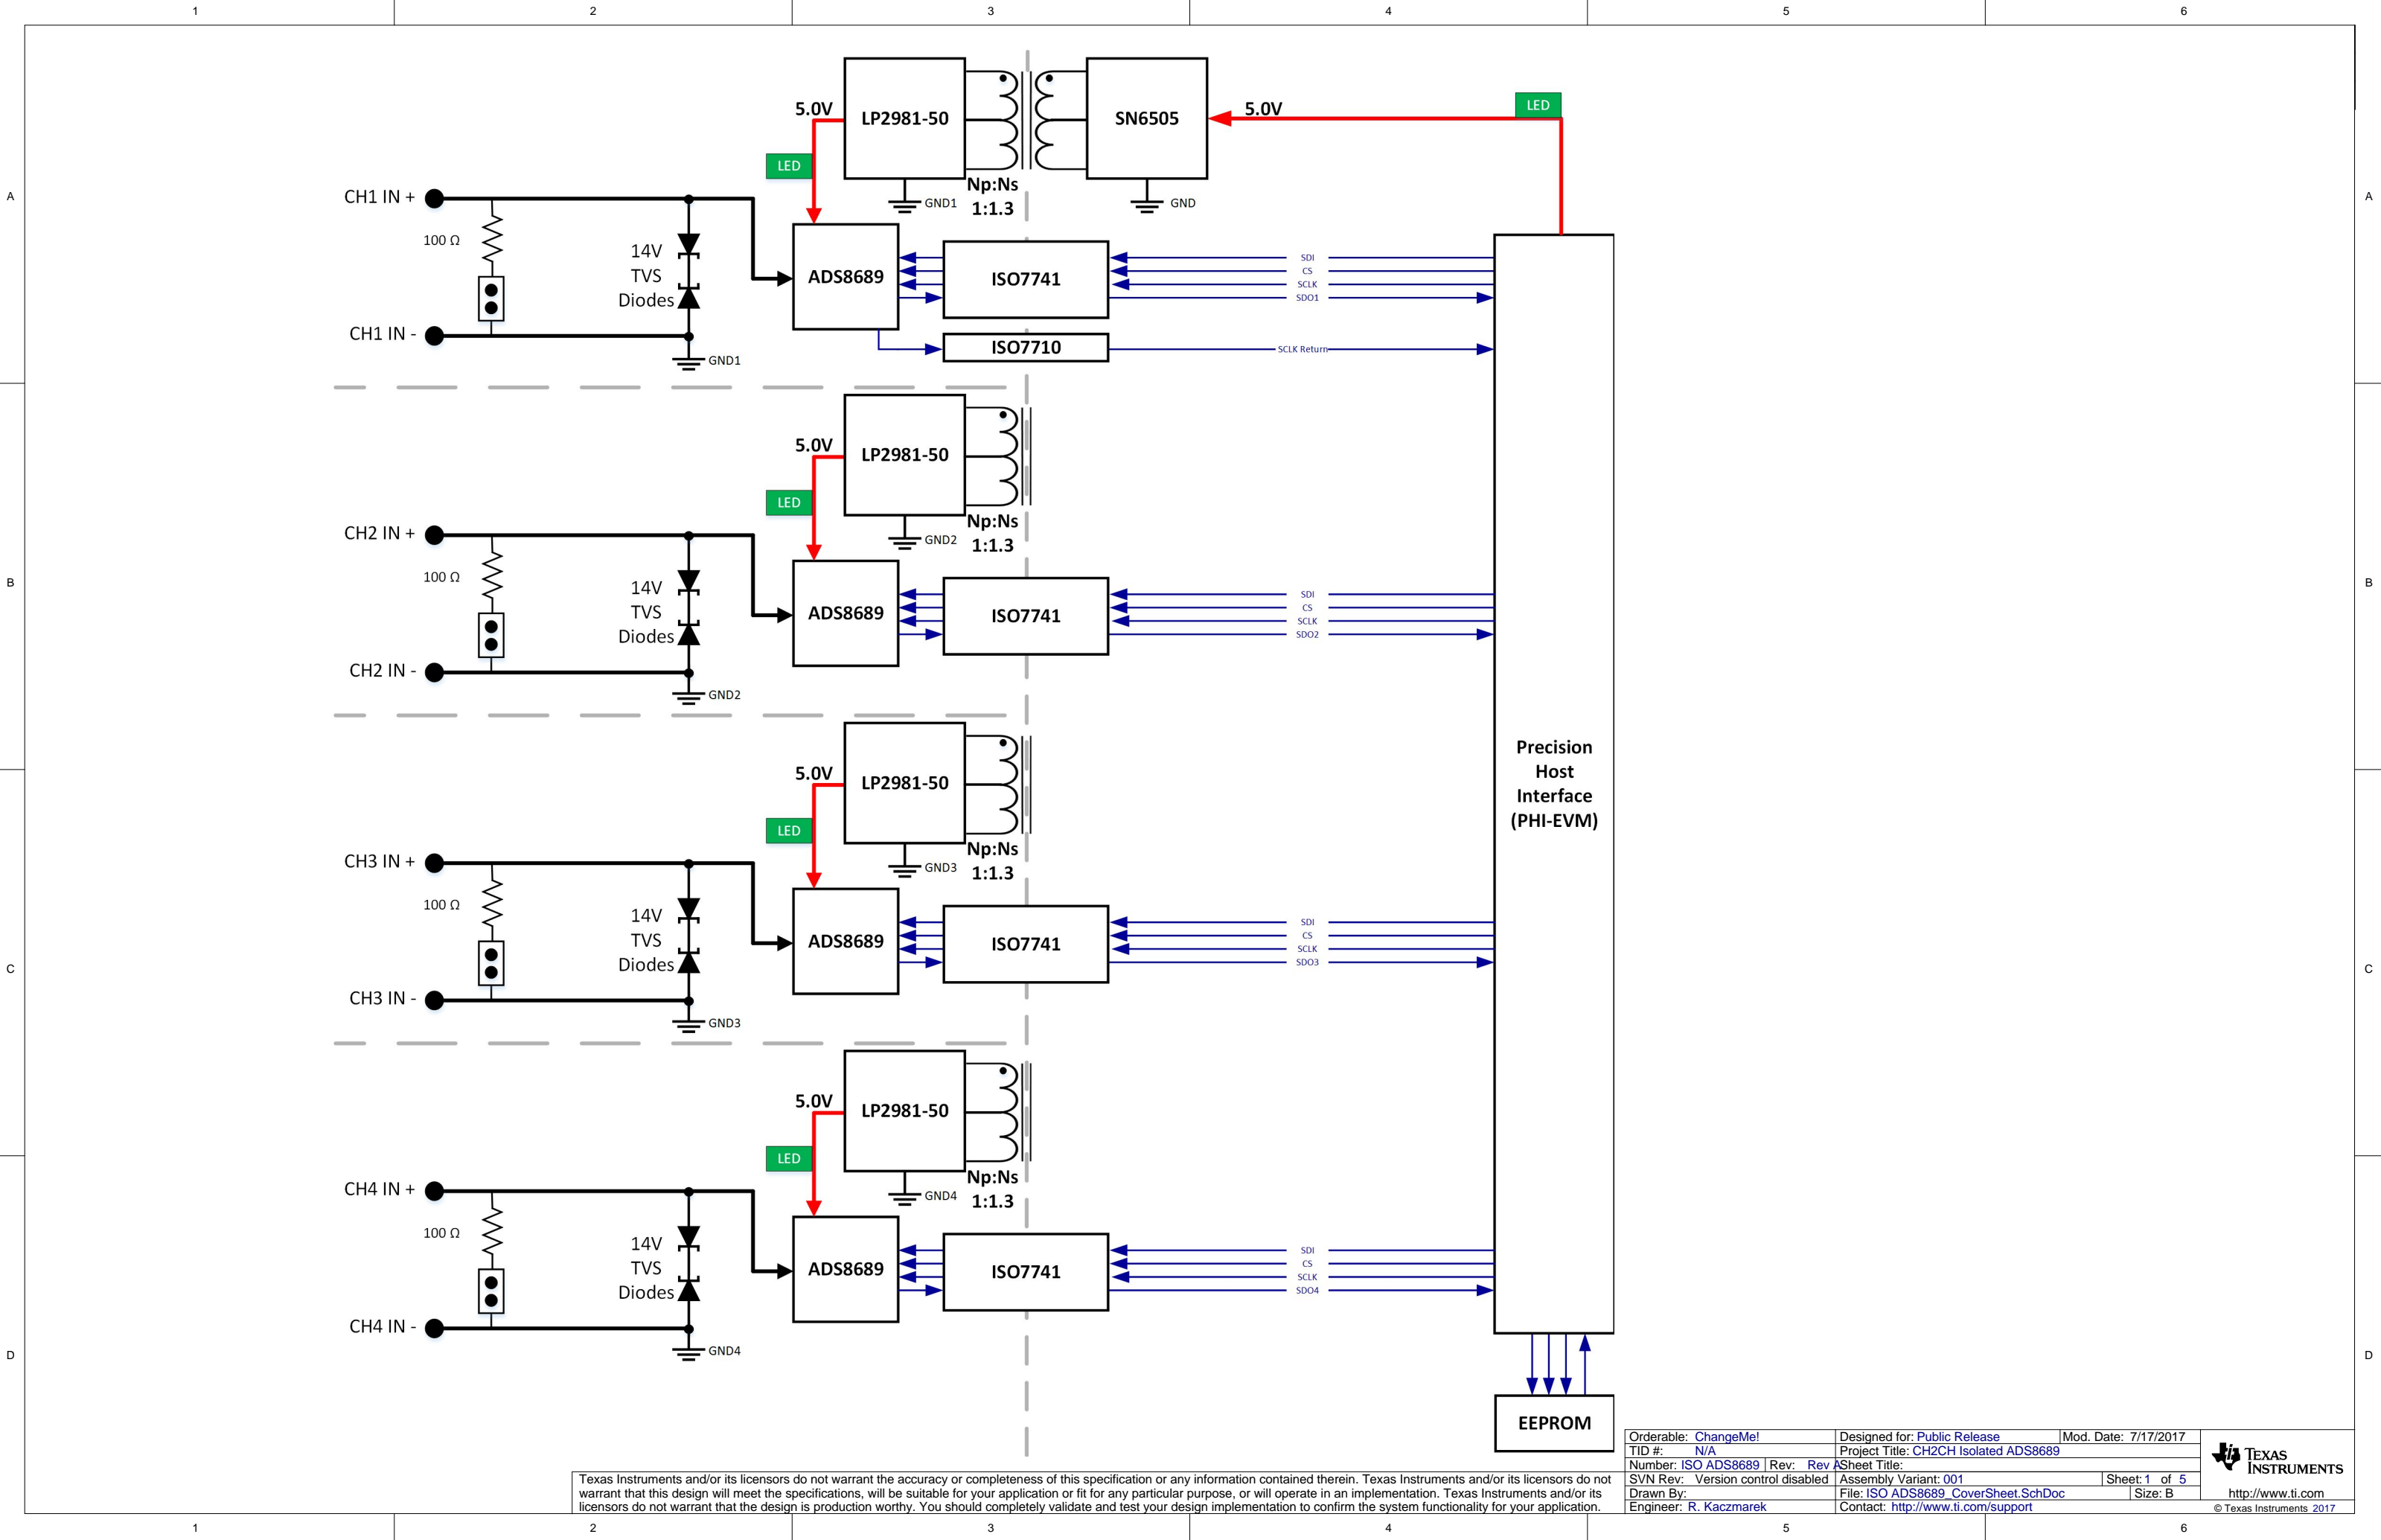 1 2 3 4 5 6
A
LP2981-50
SN6505
5.0V
5.0V
LED
LED
GND1
Np:Ns
1:1.3
GND
CH1 IN +
100 Ω
14V
TVS
Diodes
ADS8689
ISO7741
SDI
CS
SCLK
SDO1
CH1 IN -
GND1
ISO7710
SCLK Return
A
B
LP2981-50
5.0V
LED
GND2
Np:Ns
1:1.3
CH2 IN +
100 Ω
14V
TVS
Diodes
ADS8689
ISO7741
SDI
CS
SCLK
SDO2
CH2 IN -
GND2
B
Precision
Host
Interface
(PHI-EVM)
C
LP2981-50
5.0V
LED
GND3
Np:Ns
1:1.3
CH3 IN +
100 Ω
14V
TVS
Diodes
ADS8689
ISO7741
SDI
CS
SCLK
SDO3
CH3 IN -
GND3
C
D
LP2981-50
5.0V
LED
GND4
Np:Ns
1:1.3
CH4 IN +
100 Ω
14V
TVS
Diodes
ADS8689
ISO7741
SDI
CS
SCLK
SDO4
CH4 IN -
GND4
D
EEPROM
Texas Instruments and/or its licensors do not warrant the accuracy or completeness of this specification or any information contained therein. Texas Instruments and/or its licensors do not
warrant that this design will meet the specifications, will be suitable for your application or fit for any particular purpose, or will operate in an implementation. Texas Instruments and/or its
licensors do not warrant that the design is production worthy. You should completely validate and test your design implementation to confirm the system functionality for your application.
Orderable: ChangeMe! Designed for: Public Release Mod. Date: 7/17/2017
TID #: N/A Project Title: CH2CH Isolated ADS8689
Number: ISO ADS8689 Rev: Rev A Sheet Title:
SVN Rev: Version control disabled Assembly Variant: 001 Sheet: 1 of 5
Drawn By: File: ISO ADS8689_CoverSheet.SchDoc Size: B
Engineer: R. Kaczmarek Contact: http://www.ti.com/support
TEXAS
INSTRUMENTS
http://www.ti.com
© Texas Instruments 2017
1 2 3 4 5 6